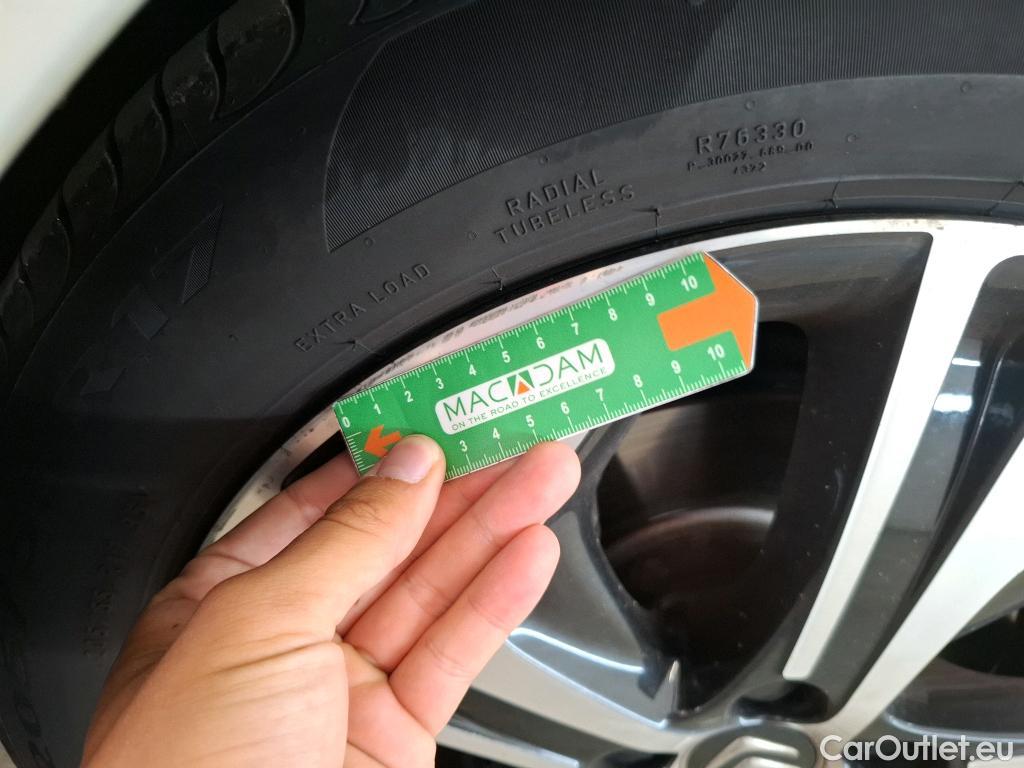 R76330
RADIAL
TUBELESS
EXTRA LOAD
0 1 2 3 4 5 6 7 8 9 10
MACADAM
ON THE ROAD TO EXCELLENCE
3 4 5 6 7 8 9 10
CarOutlet.eu